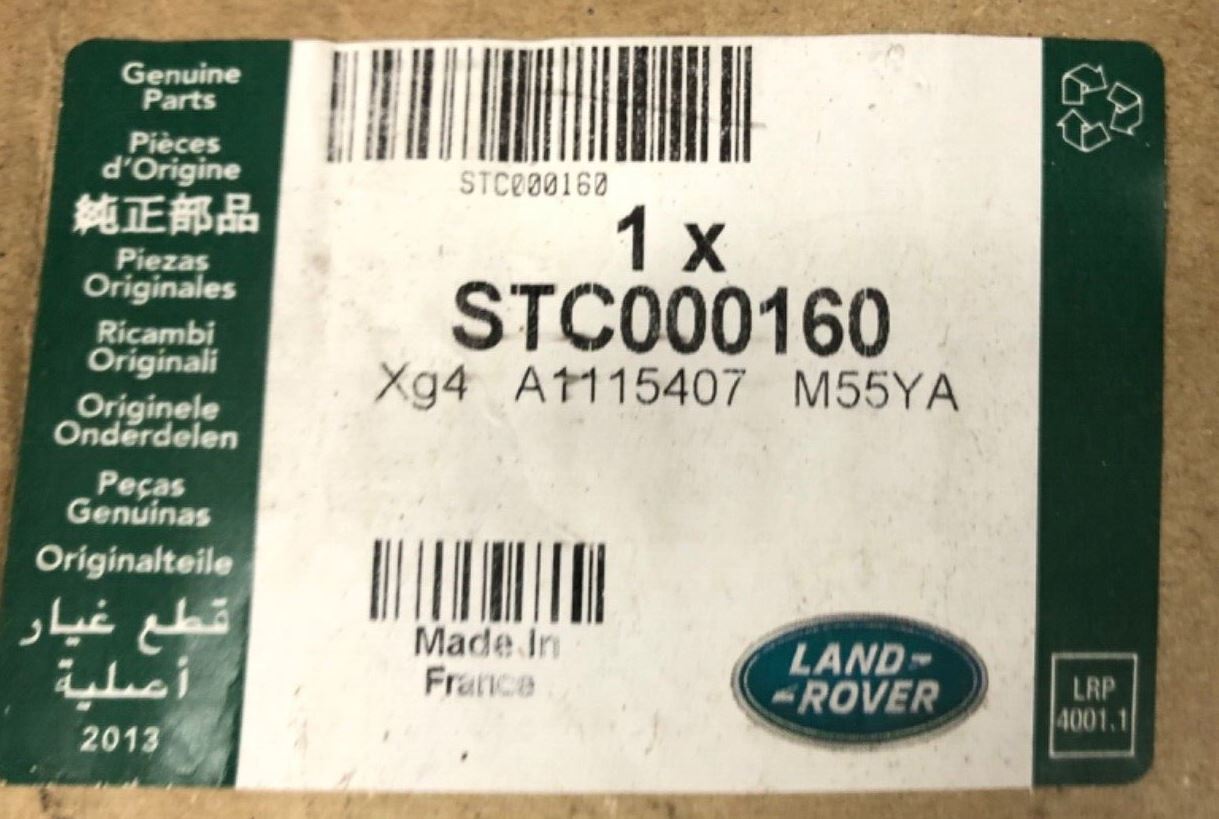 Genuine
Parts
Pièces
d'Origine
純正部品
Piezas
Originales
Ricambi
Originali
Originele
Onderdelen
Peças
Genuinas
Originalteile
قطع غيار
أصلية
2013
STC000160
1 x
STC000160
Xg4 A1115407 M55YA
Made In
France
LAND-
-ROVER
LRP
4001.1